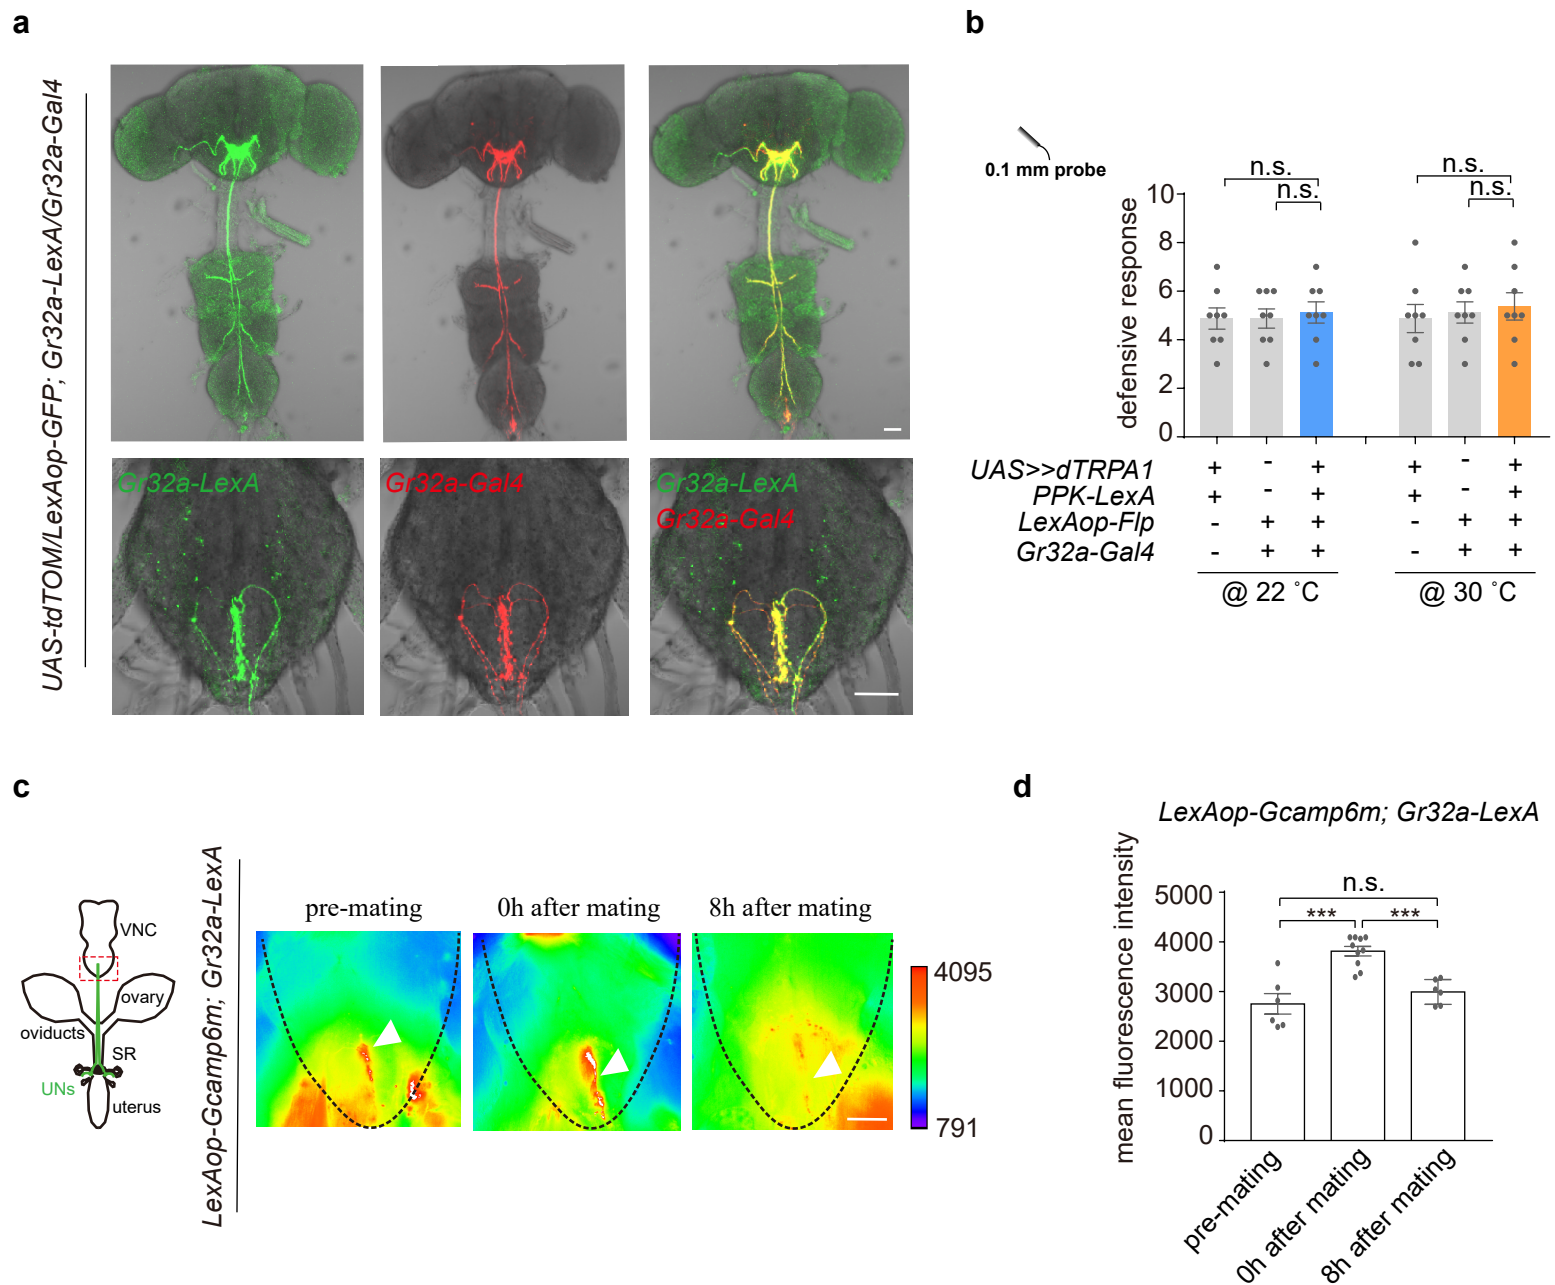 a
UAS-tdTOM/LexAop-GFP; Gr32a-LexA/Gr32a-Gal4
Gr32a-LexA
Gr32a-Gal4
Gr32a-LexA
Gr32a-Gal4
b
0.1 mm probe
n.s.
n.s.
n.s.
n.s.
defensive response
10
8
6
4
2
0
UAS>>dTRPA1 + - + + - +
PPK-LexA + - + + - +
LexAop-Flp - + + - + +
Gr32a-Gal4 - + + - + +
@ 22 °C
@ 30 °C
c
VNC
ovary
oviducts
SR
UNs
uterus
LexAop-Gcamp6m; Gr32a-LexA
pre-mating
0h after mating
8h after mating
4095
791
d
LexAop-Gcamp6m; Gr32a-LexA
mean fluorescence intensity
n.s.
*** ***
5000
4000
3000
2000
1000
0
pre-mating
0h after mating
8h after mating